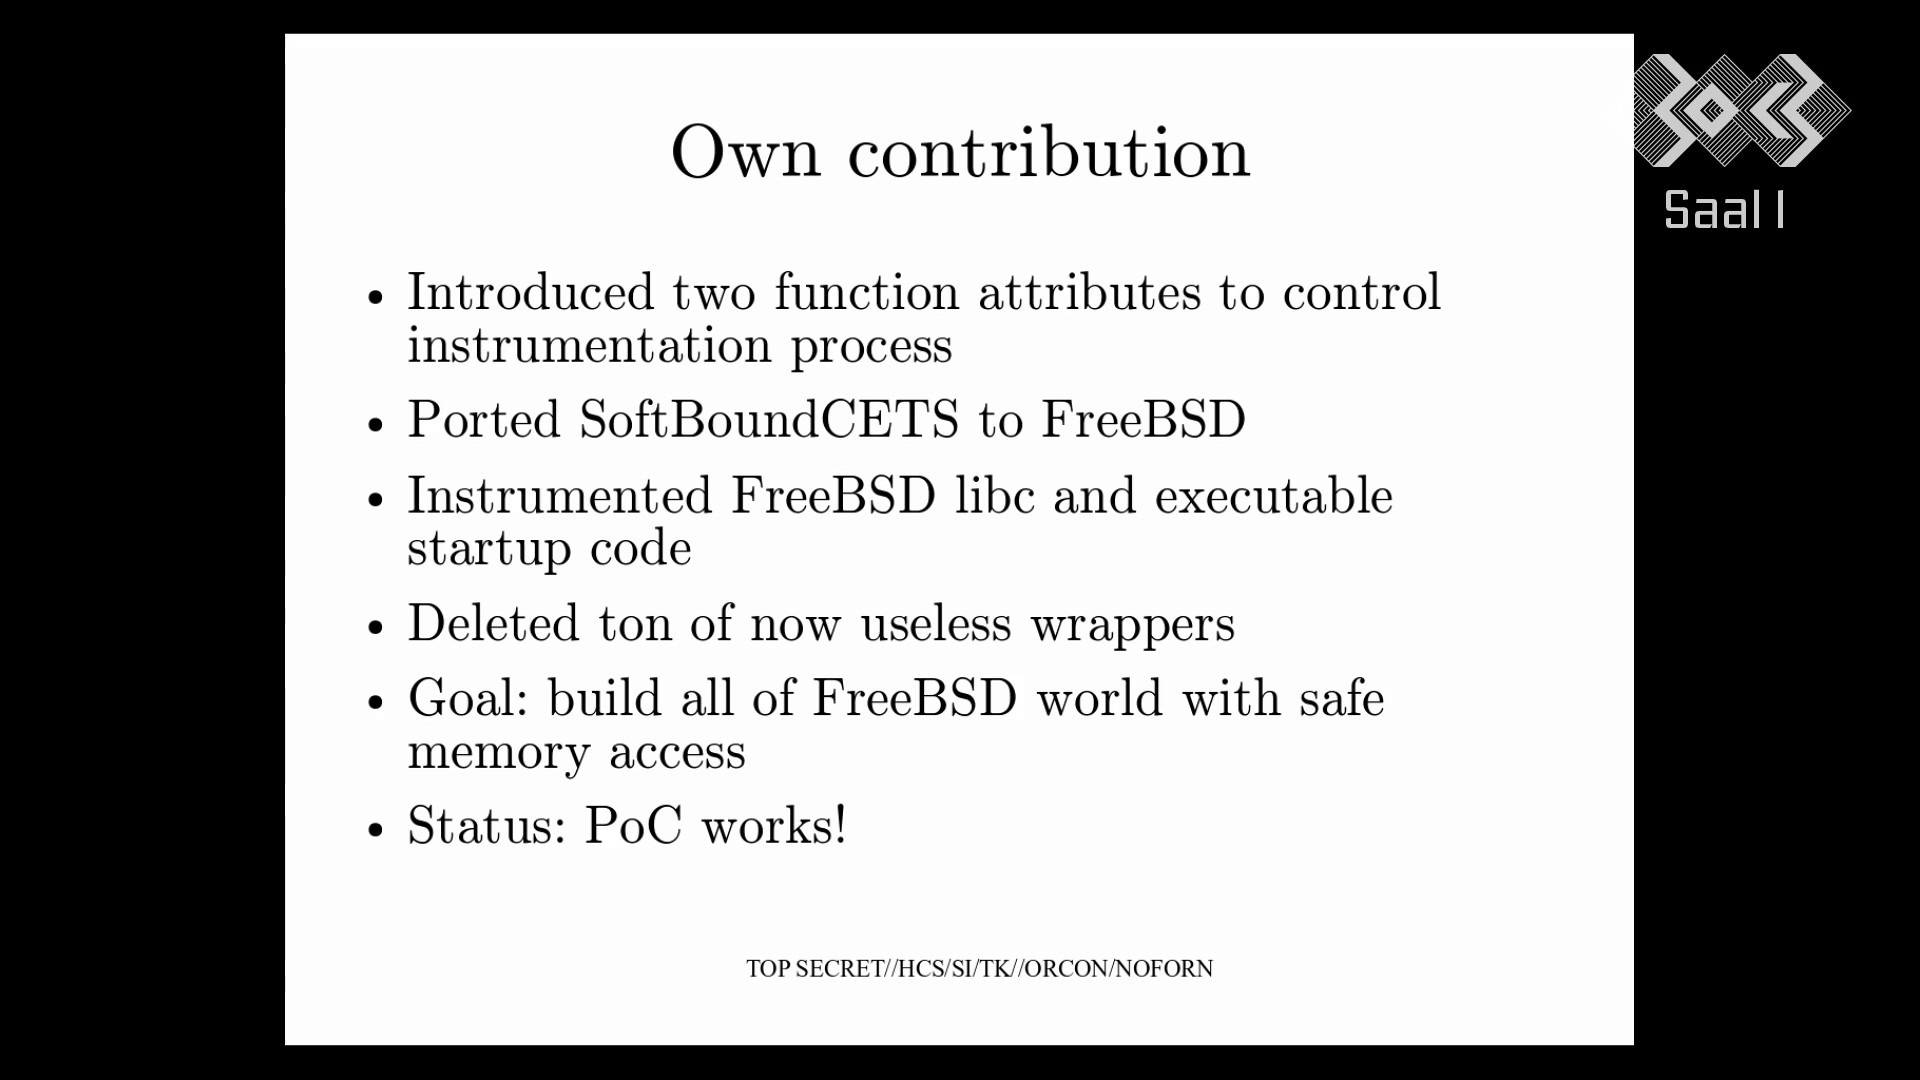 Own contribution
• Introduced two function attributes to control
instrumentation process
• Ported SoftBoundCETS to FreeBSD
• Instrumented FreeBSD libc and executable
startup code
• Deleted ton of now useless wrappers
• Goal: build all of FreeBSD world with safe
memory access
• Status: PoC works!
TOP SECRET//HCS/SI/TK//ORCON/NOFORN
30C3
Saal 1